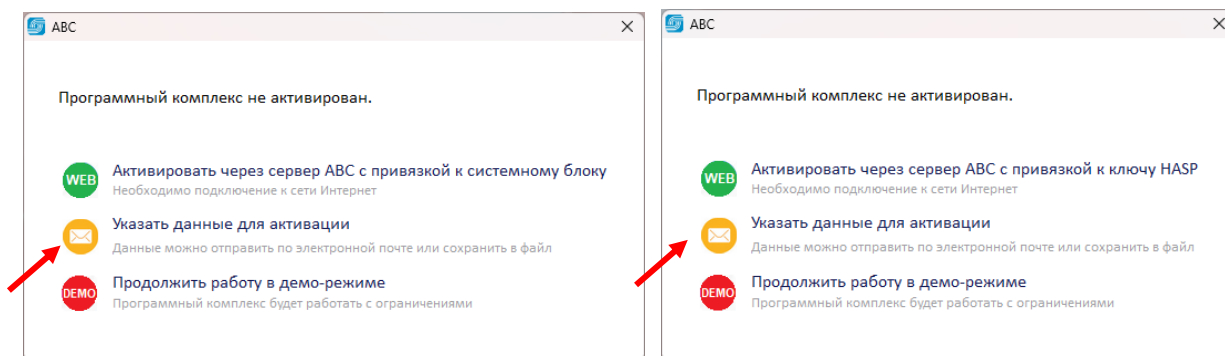 АВС
Программный комплекс не активирован.
WEB
Активировать через сервер АВС с привязкой к системному блоку
Необходимо подключение к сети Интернет
Указать данные для активации
Данные можно отправить по электронной почте или сохранить в файл
DEMO
Продолжить работу в демо-режиме
Программный комплекс будет работать с ограничениями
АВС
Программный комплекс не активирован.
WEB
Активировать через сервер АВС с привязкой к ключу HASP
Необходимо подключение к сети Интернет
Указать данные для активации
Данные можно отправить по электронной почте или сохранить в файл
DEMO
Продолжить работу в демо-режиме
Программный комплекс будет работать с ограничениями